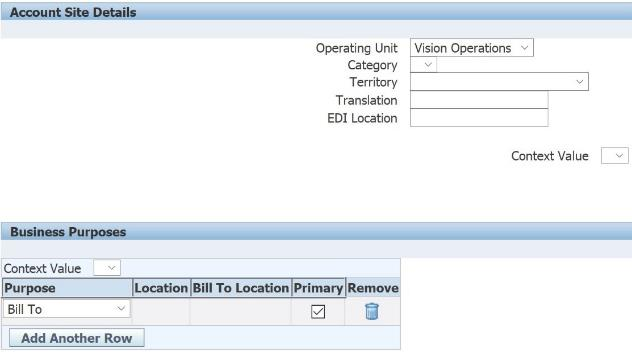 Account Site Details
Operating Unit Vision Operations
Category
Territory
Translation
EDI Location
Context Value
Business Purposes
Context Value
Purpose Location Bill To Location Primary Remove
Bill To
Add Another Row